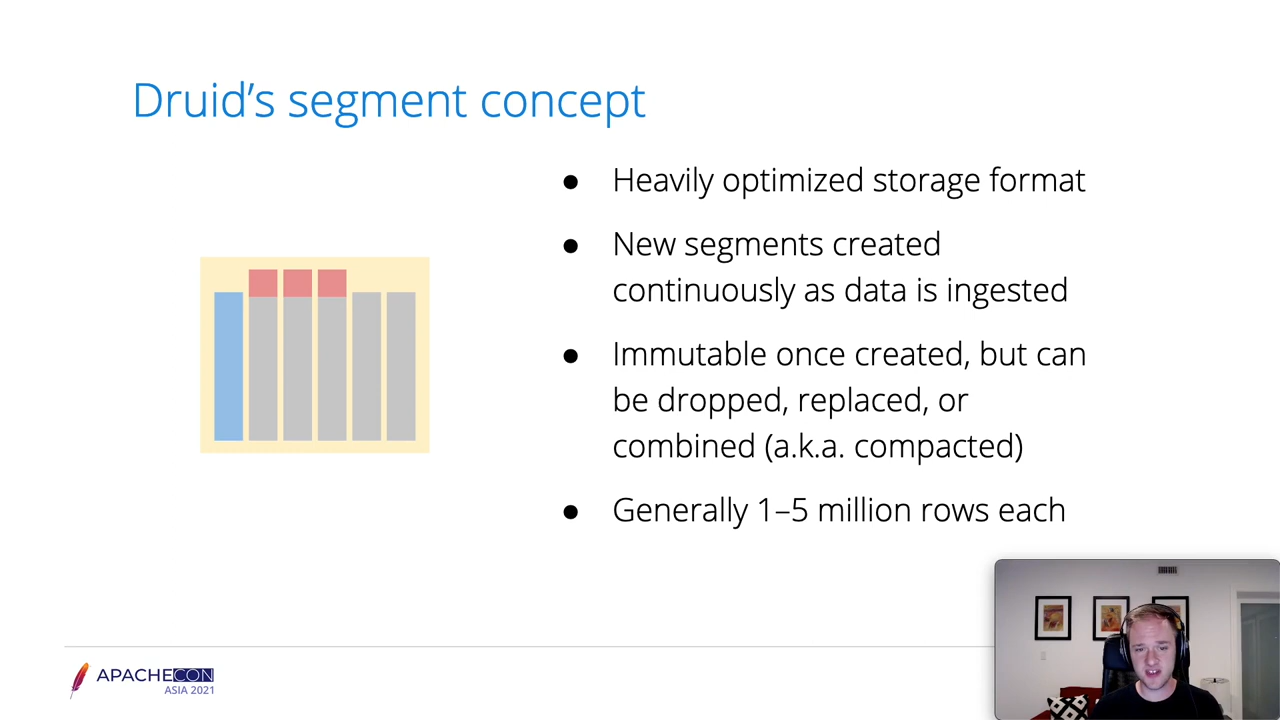 Druid’s segment concept
● Heavily optimized storage format
● New segments created
continuously as data is ingested
● Immutable once created, but can
be dropped, replaced, or
combined (a.k.a. compacted)
● Generally 1–5 million rows each
APACHECON
ASIA 2021